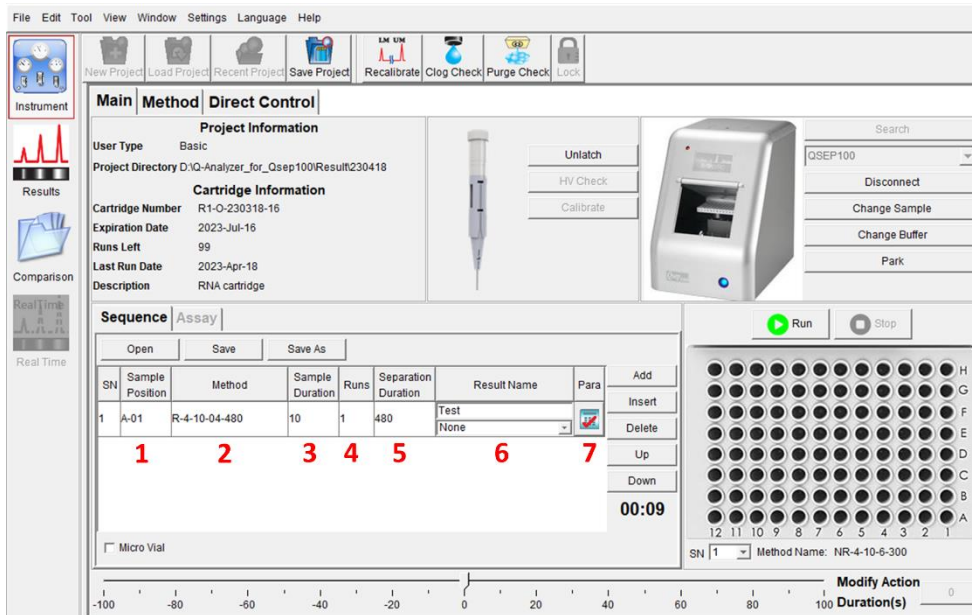 File Edit Tool View Window Settings Language Help
Instrument
Results
Comparison
RealTime
Real Time
New Project Load Project Recent Project Save Project
LM UM
Recalibrate Clog Check Purge Check Lock
Main Method Direct Control
Project Information
User Type Basic
Project Directory D:\Q-Analyzer_for_Qsep100\Result\230418
Cartridge Information
Cartridge Number R1-O-230318-16
Expiration Date 2023-Jul-16
Runs Left 99
Last Run Date 2023-Apr-18
Description RNA cartridge
Unlatch
HV Check
Calibrate
Search
QSEP100
Disconnect
Change Sample
Change Buffer
Park
Sequence Assay
Open Save Save As
SN Sample Position Method Sample Duration Runs Separation Duration Result Name Para
1 A-01 R-4-10-04-480 10 1 480 Test
None
1 2 3 4 5 6 7
Add
Insert
Delete
Up
Down
00:09
Micro Vial
Run Stop
H
G
F
E
D
C
B
A
12 11 10 9 8 7 6 5 4 3 2 1
SN 1 Method Name: NR-4-10-6-300
-100 -80 -60 -40 -20 0 20 40 60 80 100
Modify Action
Duration(s) 0